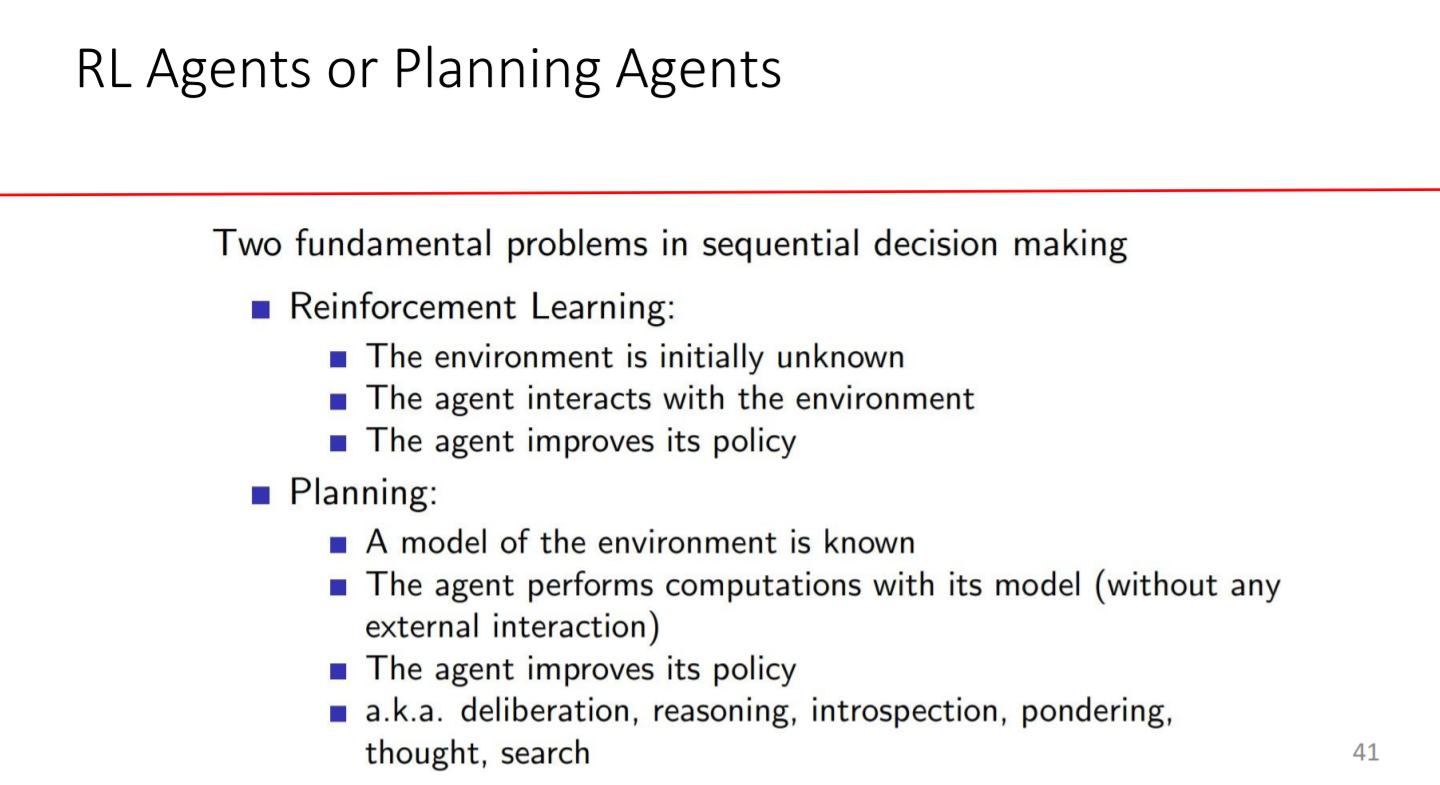 RL Agents or Planning Agents
Two fundamental problems in sequential decision making
Reinforcement Learning:
The environment is initially unknown
The agent interacts with the environment
The agent improves its policy
Planning:
A model of the environment is known
The agent performs computations with its model (without any
external interaction)
The agent improves its policy
a.k.a. deliberation, reasoning, introspection, pondering,
thought, search
41